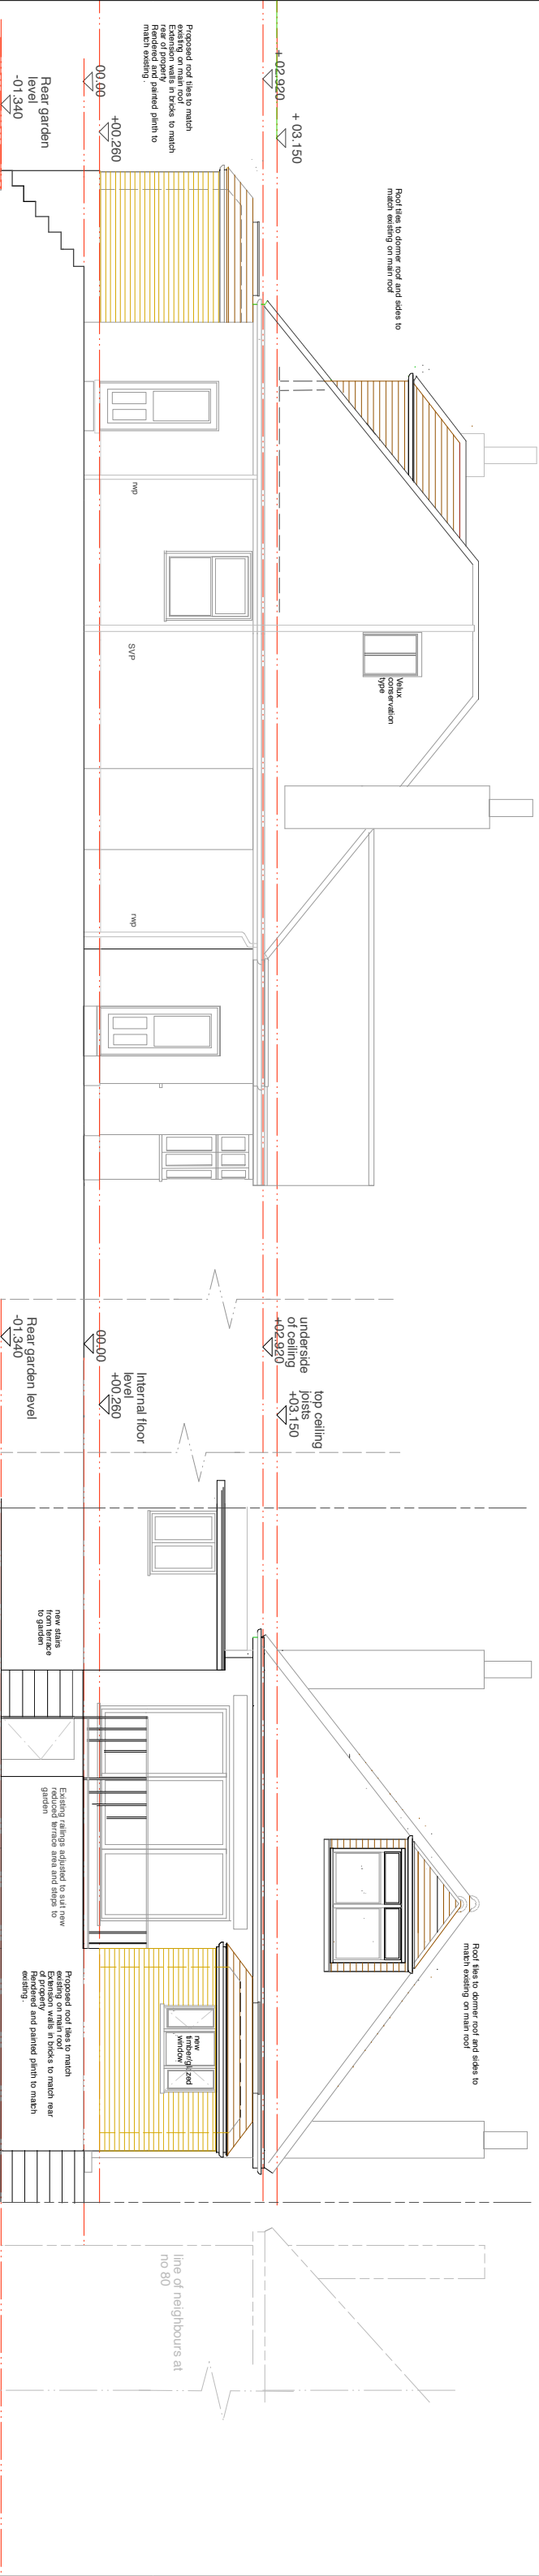 Roof tiles to dormer roof and sides to
match existing on main roof
+ 03.150
+ 02.920
Proposed roof tiles to match
existing on main roof
Extension walls in bricks to match
rear of property
Rendered and painted plinth to
match existing.
+00.260
00.00
Rear garden
level
-01.340
Velux
conservation
type
rwp
SVP
rwp
top ceiling
joists
+03.150
underside
of ceiling
+02.920
Internal floor
level
+00.260
00.00
Rear garden level
-01.340
new stairs
from terrace
to garden
Existing railings adjusted to suit new
reduced terrace area and steps to
garden
Roof tiles to dormer roof and sides to
match existing on main roof
new
timber/glazed
window
Proposed roof tiles to match
existing on main roof
Extension walls in bricks to match rear
of property
Rendered and painted plinth to match
existing.
line of neighbours at
no 80